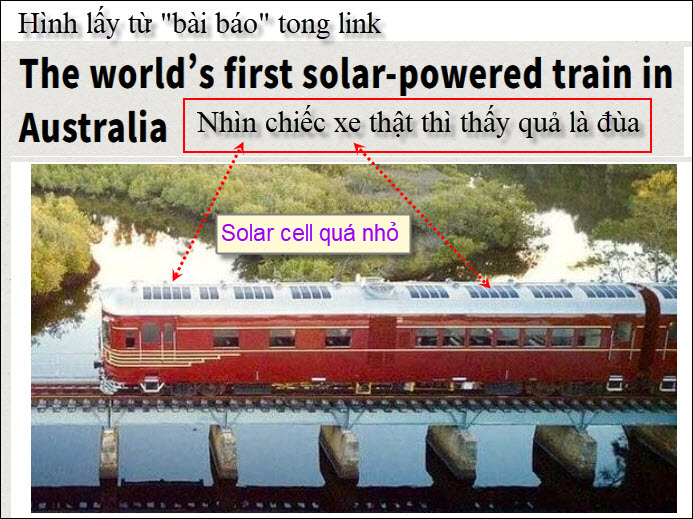 Hình lấy từ "bài báo" tong link
The world's first solar-powered train in
Australia
Nhìn chiếc xe thật thì thấy quả là đùa
Solar cell quá nhỏ